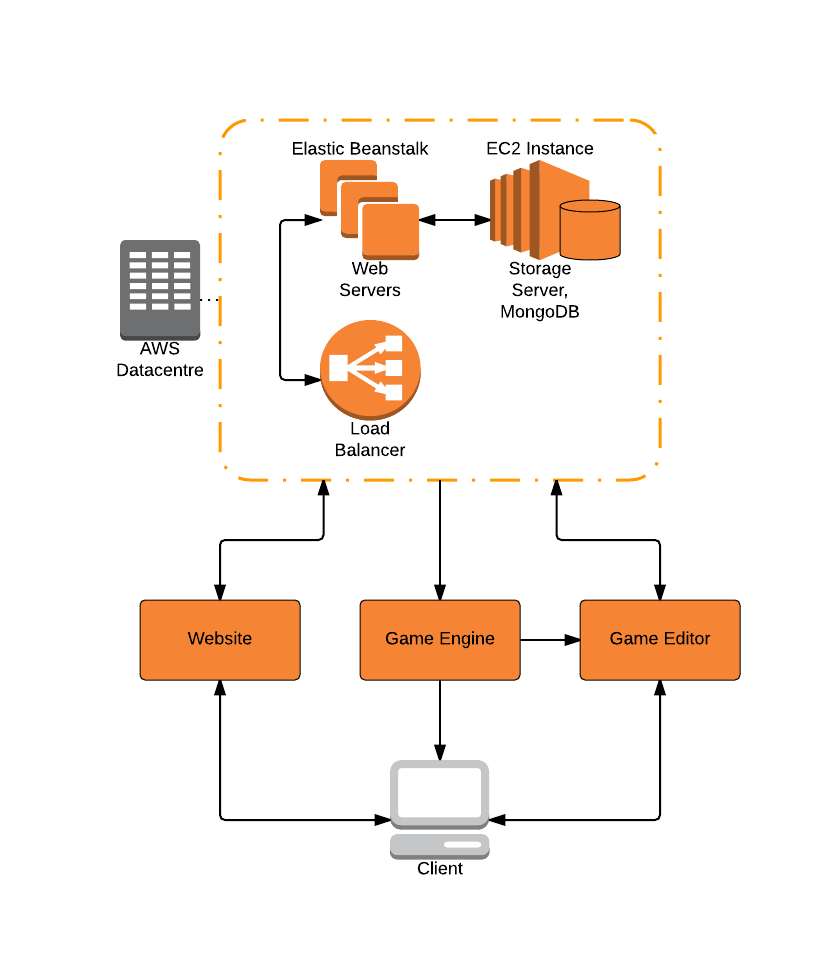 Elastic Beanstalk
EC2 Instance
Web
Servers
Storage
Server,
MongoDB
AWS
Datacentre
Load
Balancer
Website
Game Engine
Game Editor
Client